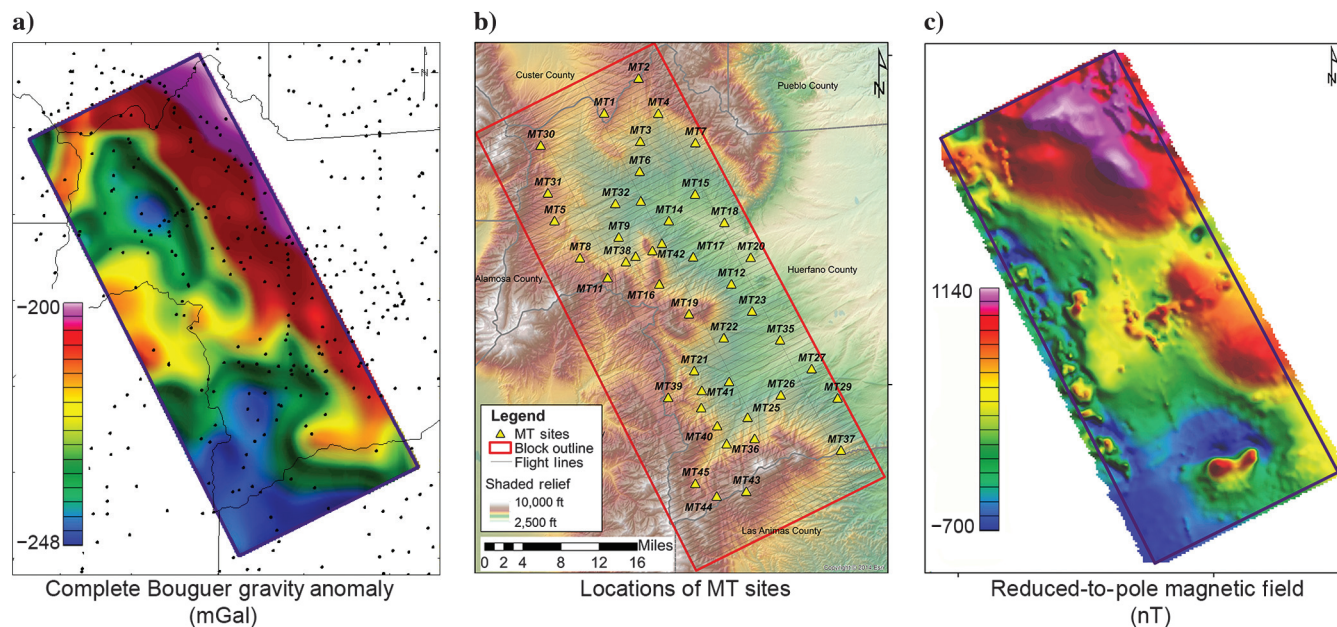 a)
b)
c)
N
−200
−248
Complete Bouguer gravity anomaly
(mGal)
N
Custer County
Pueblo County
MT2
MT1
MT4
MT3
MT7
MT30
MT6
MT31
MT15
MT32
MT5
MT14
MT18
MT9
MT38
MT42
MT17
MT20
MT8
Alamosa County
Huerfano County
MT12
MT11
MT16
MT23
MT19
MT22
MT35
MT21
MT27
MT39
MT41
MT26
MT29
MT25
MT40
MT36
MT37
MT45
MT43
MT44
Las Animas County
Legend
MT sites
Block outline
Flight lines
Shaded relief
10,000 ft
2,500 ft
Miles
0 2 4 8 12 16
Locations of MT sites
N
1140
−700
Reduced-to-pole magnetic field
(nT)